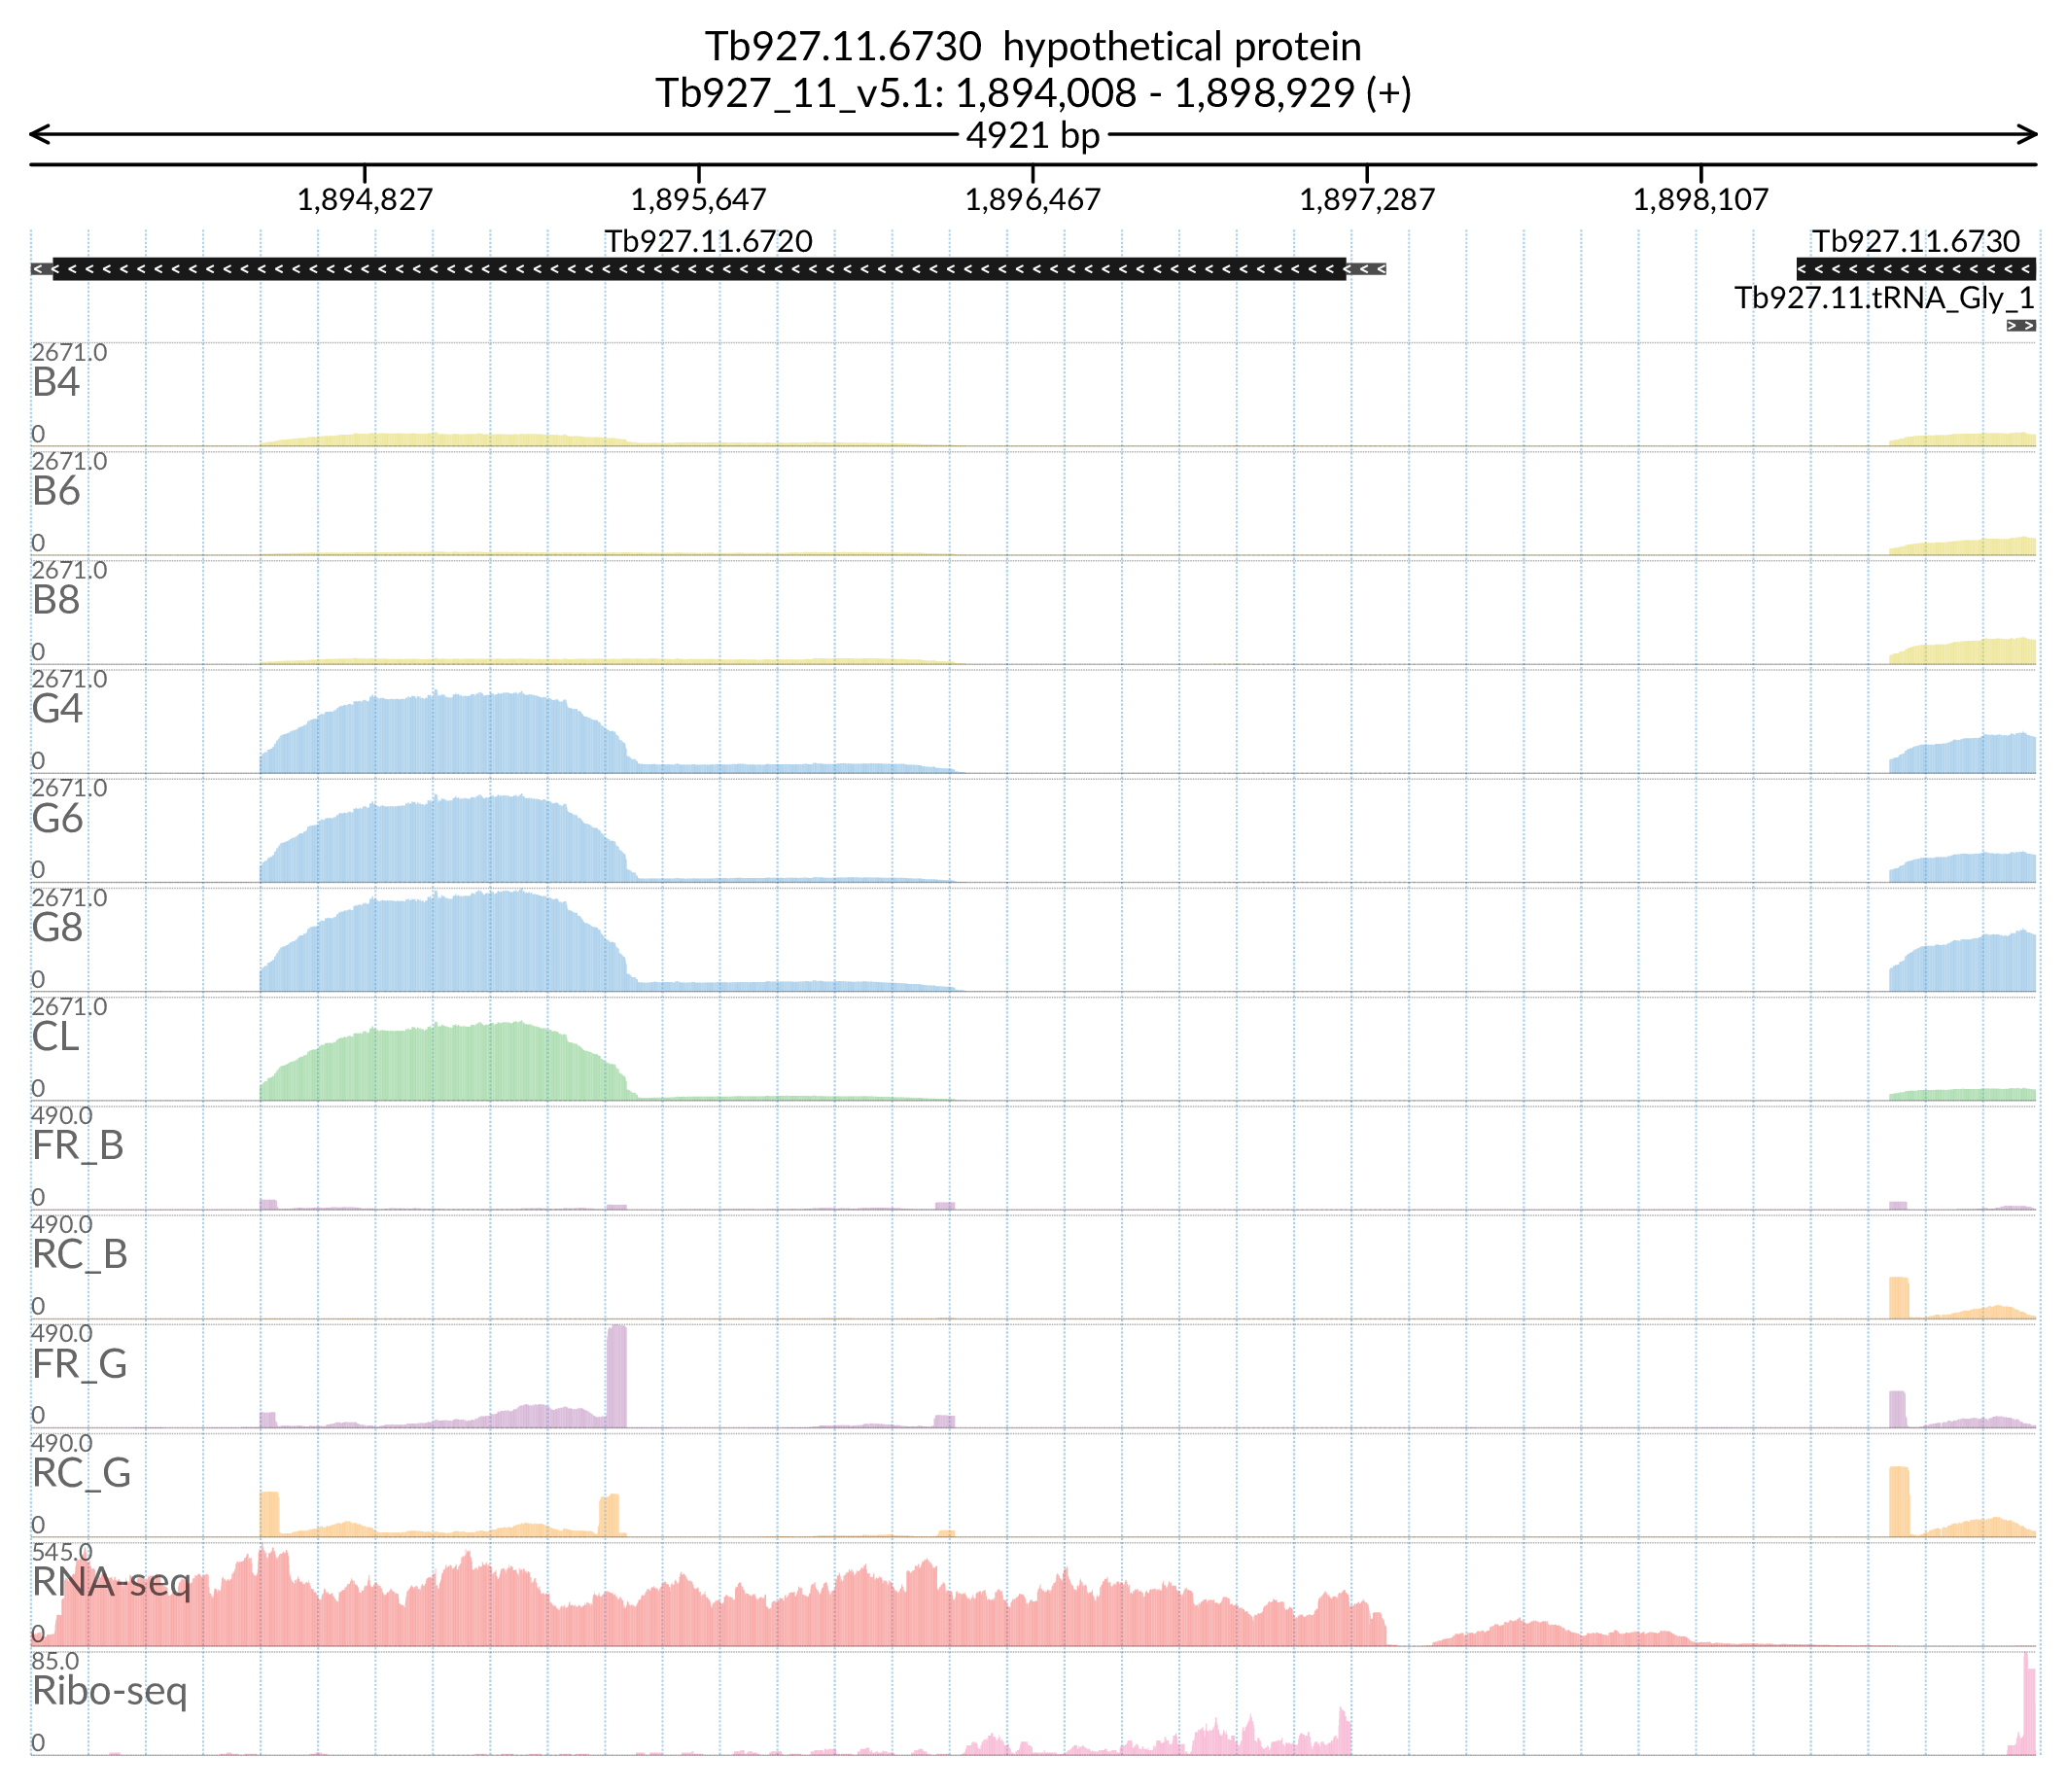 Tb927.11.6730 hypothetical protein
Tb927_11_v5.1: 1,894,008 - 1,898,929 (+)
4921 bp
1,894,827 1,895,647 1,896,467 1,897,287 1,898,107
Tb927.11.6720 Tb927.11.6730
Tb927.11.tRNA_Gly_1
2671.0
B4
0
2671.0
B6
0
2671.0
B8
0
2671.0
G4
0
2671.0
G6
0
2671.0
G8
0
2671.0
CL
0
490.0
FR_B
0
490.0
RC_B
0
490.0
FR_G
0
490.0
RC_G
0
545.0
RNA-seq
0
85.0
Ribo-seq
0